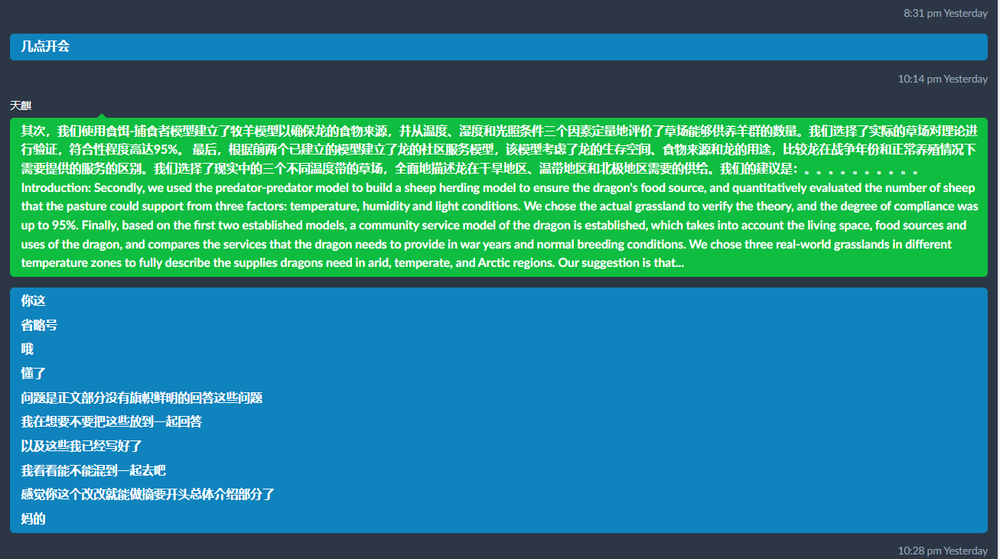 8:31 pm Yesterday
几点开会
10:14 pm Yesterday
天麒
其次，我们使用食饵-捕食者模型建立了牧羊模型以确保龙的食物来源，并从温度、湿度和光照条件三个因素定量地评价了草场能够供养羊群的数量。我们选择了实际的草场对理论进
行验证，符合性程度高达95%。 最后，根据前两个已建立的模型建立了龙的社区服务模型，该模型考虑了龙的生存空间、食物来源和龙的用途，比较龙在战争年份和正常养殖情况下
需要提供的服务的区别。我们选择了现实中的三个不同温度带的草场，全面地描述龙在干旱地区、温带地区和北极地区需要的供给。我们的建议是：。。。。。。。。。。
Introduction: Secondly, we used the predator-predator model to build a sheep herding model to ensure the dragon's food source, and quantitatively evaluated the number of sheep
that the pasture could support from three factors: temperature, humidity and light conditions. We chose the actual grassland to verify the theory, and the degree of compliance was
up to 95%. Finally, based on the first two established models, a community service model of the dragon is established, which takes into account the living space, food sources and
uses of the dragon, and compares the services that the dragon needs to provide in war years and normal breeding conditions. We chose three real-world grasslands in different
temperature zones to fully describe the supplies dragons need in arid, temperate, and Arctic regions. Our suggestion is that...
你这
省略号
哦
懂了
问题是正文部分没有旗帜鲜明的回答这些问题
我在想要不要把这些放到一起回答
以及这些我已经写好了
我看看能不能混到一起去吧
感觉你这个改改就能做摘要开头总体介绍部分了
妈的
10:28 pm Yesterday